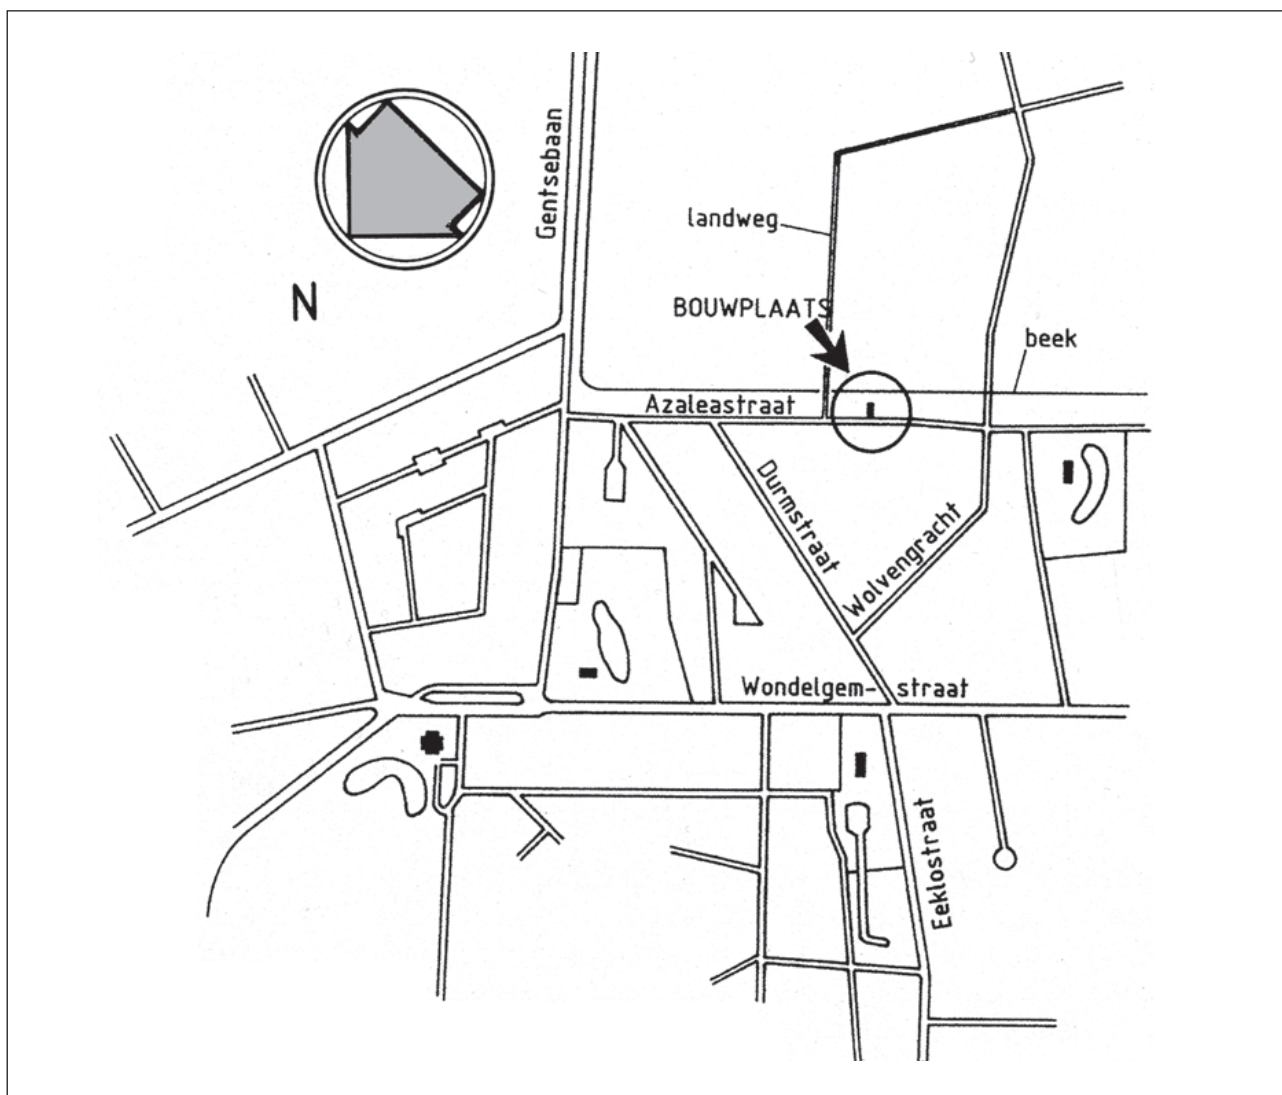 Gentsebaan
landweg
N
BOUWPLAATS
beek
Azaleastraat
Durmstraat
Wolvengracht
Wondelgem-straat
Eeklostraat